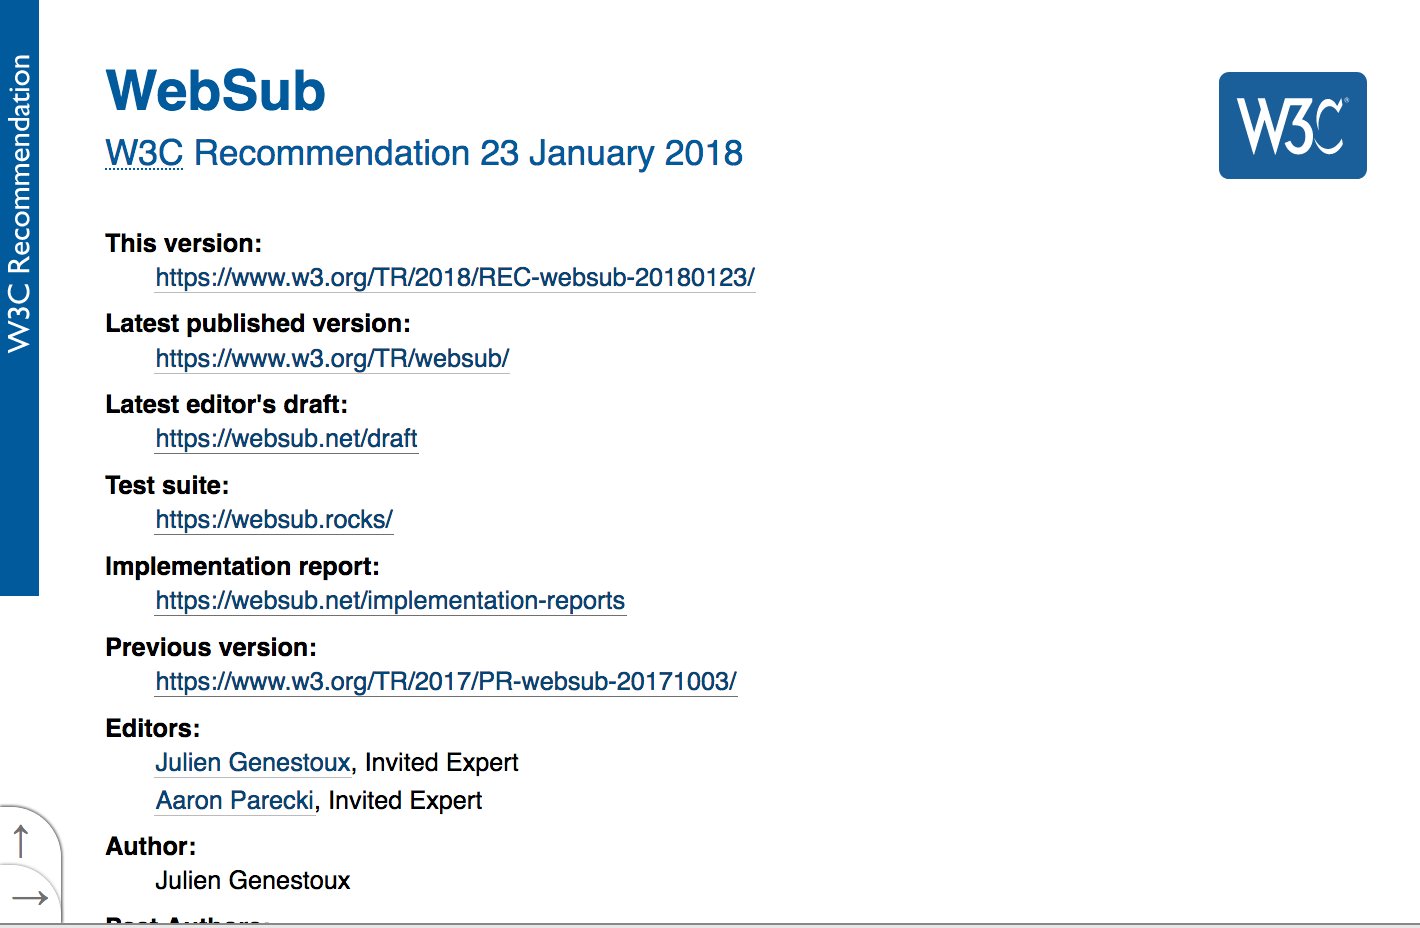 W3C Recommendation
WebSub
W3C Recommendation 23 January 2018
W3C®
This version:
https://www.w3.org/TR/2018/REC-websub-20180123/
Latest published version:
https://www.w3.org/TR/websub/
Latest editor's draft:
https://websub.net/draft
Test suite:
https://websub.rocks/
Implementation report:
https://websub.net/implementation-reports
Previous version:
https://www.w3.org/TR/2017/PR-websub-20171003/
Editors:
Julien Genestoux, Invited Expert
Aaron Parecki, Invited Expert
Author:
Julien Genestoux
↑
→